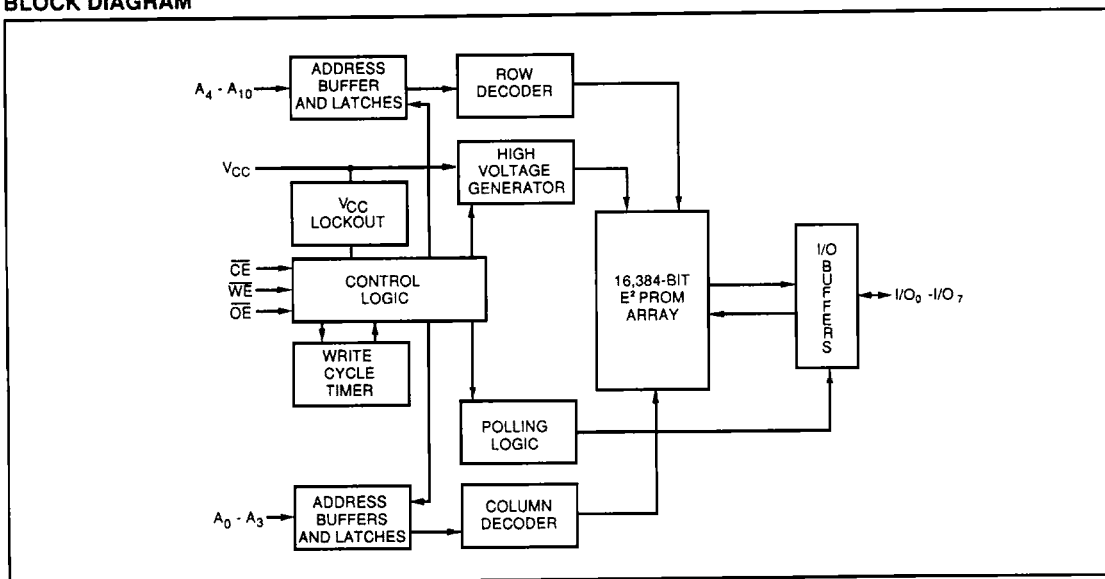 BLOCK DIAGRAM
A4 - A10
ADDRESS
BUFFER
AND LATCHES
ROW
DECODER
VCC
HIGH
VOLTAGE
GENERATOR
VCC
LOCKOUT
CE
WE
OE
CONTROL
LOGIC
16,384-BIT
E² PROM
ARRAY
I/O
BUFFERS
I/O0 -I/O7
WRITE
CYCLE
TIMER
POLLING
LOGIC
A0 - A3
ADDRESS
BUFFERS
AND LATCHES
COLUMN
DECODER